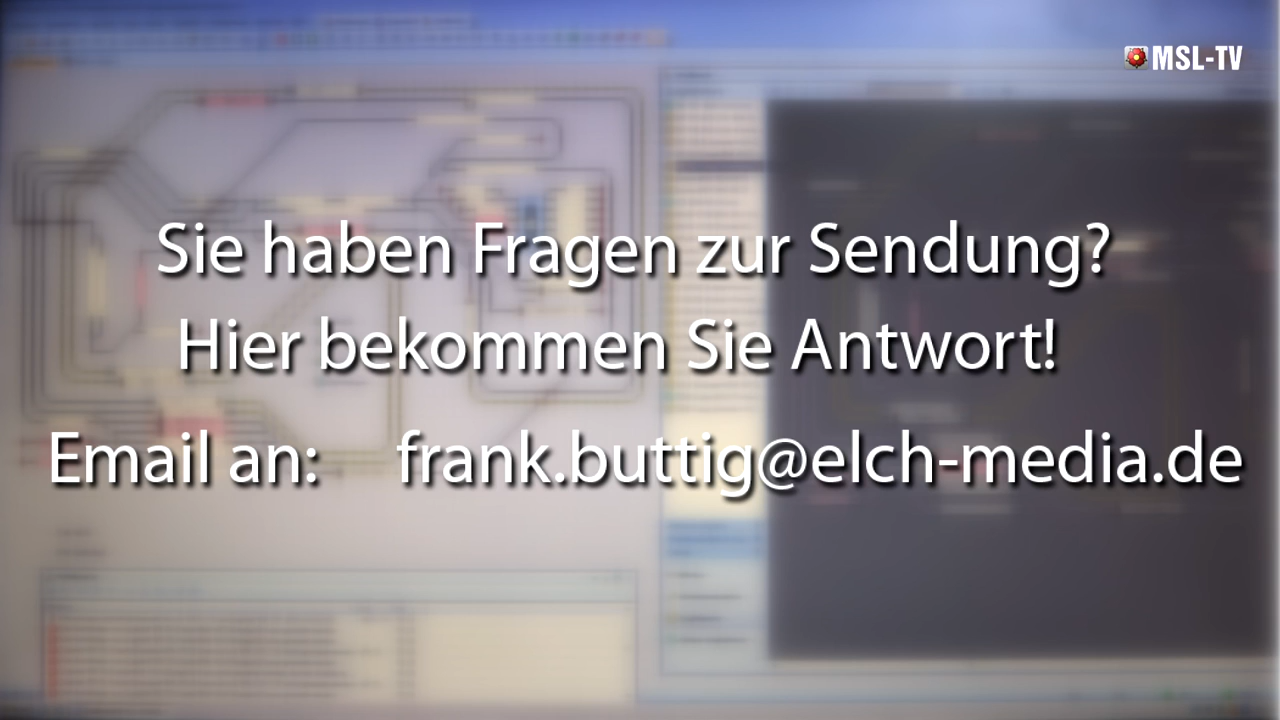 MSL-TV
Sie haben Fragen zur Sendung?
Hier bekommen Sie Antwort!
Email an: frank.buttig@elch-media.de